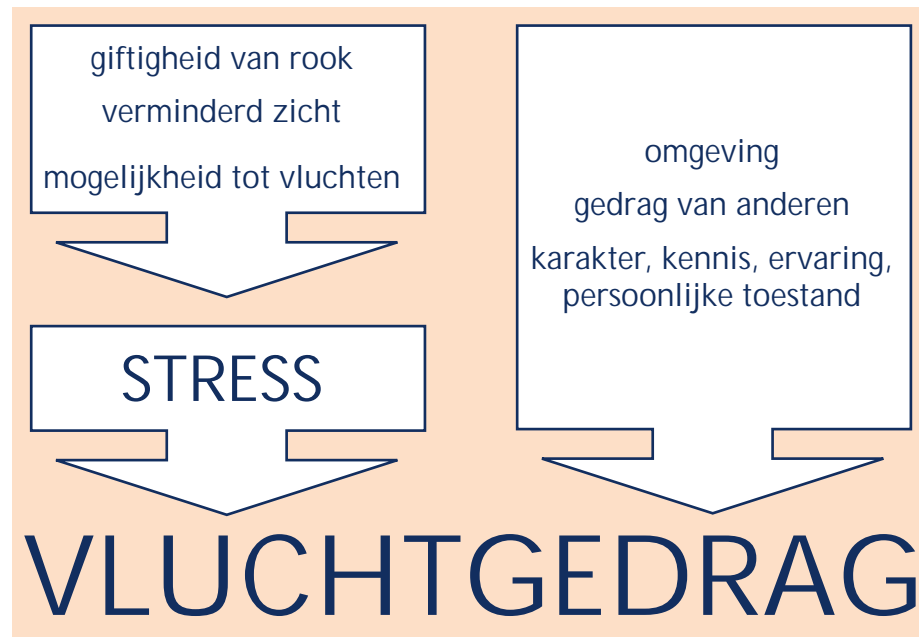 giftigheid van rook
verminderd zicht
mogelijkheid tot vluchten
STRESS
omgeving
gedrag van anderen
karakter, kennis, ervaring,
persoonlijke toestand
VLUCHTGEDRAG